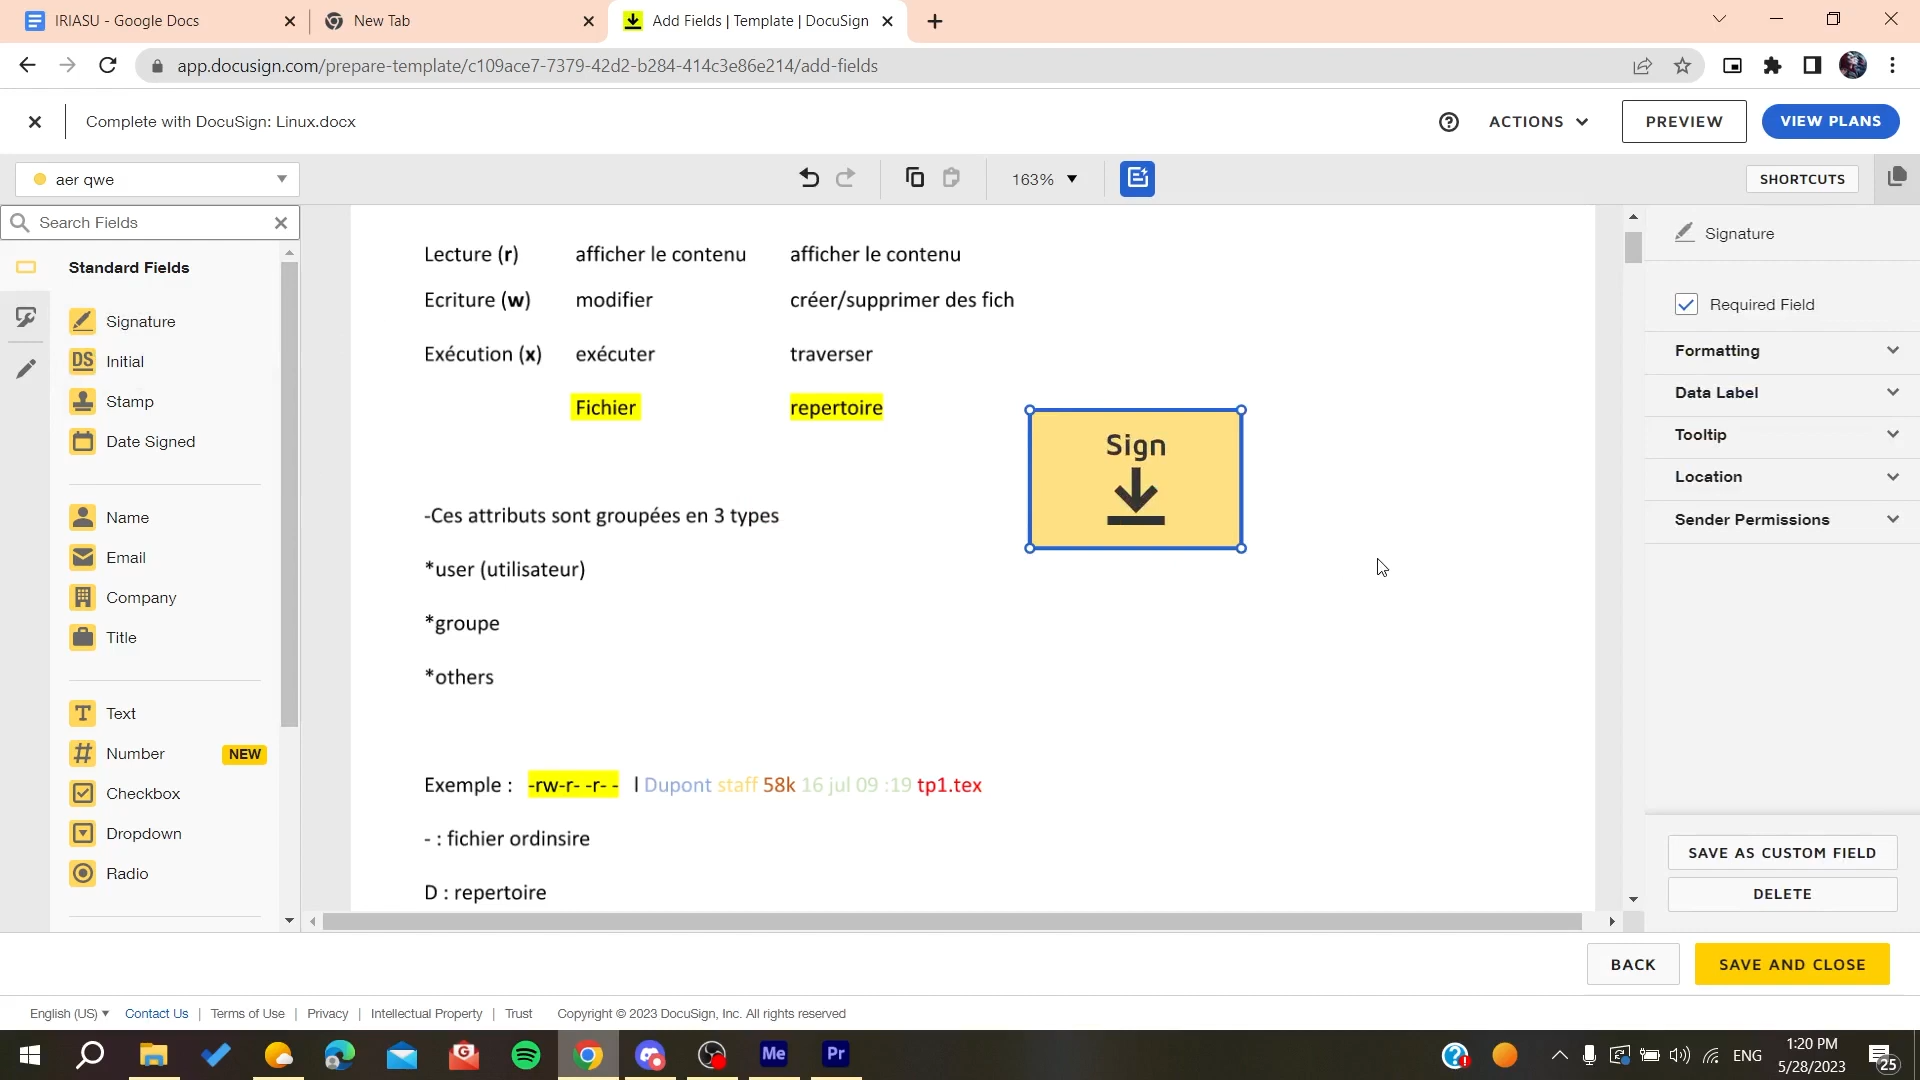 IRIASU - Google Docs
New Tab
Add Fields | Template | DocuSign
app.docusign.com/prepare-template/c109ace7-7379-42d2-b284-414c3e86e214/add-fields
Complete with DocuSign: Linux.docx
ACTIONS
PREVIEW
VIEW PLANS
aer qwe
163%
SHORTCUTS
Search Fields
Standard Fields
Signature
DS Initial
Stamp
Date Signed
Name
Email
Company
Title
T Text
# Number NEW
Checkbox
Dropdown
Radio
Lecture (r) afficher le contenu afficher le contenu
Ecriture (w) modifier créer/supprimer des fich
Exécution (x) exécuter traverser
Fichier repertoire
Sign
-Ces attributs sont groupées en 3 types
*user (utilisateur)
*groupe
*others
Exemple : -rw-r- -r- - l Dupont staff 58k 16 jul 09 :19 tp1.tex
- : fichier ordinsire
D : repertoire
Signature
Required Field
Formatting
Data Label
Tooltip
Location
Sender Permissions
SAVE AS CUSTOM FIELD
DELETE
BACK
SAVE AND CLOSE
English (US) Contact Us | Terms of Use | Privacy | Intellectual Property | Trust Copyright © 2023 DocuSign, Inc. All rights reserved
Me
Pr
ENG
1:20 PM
5/28/2023
25